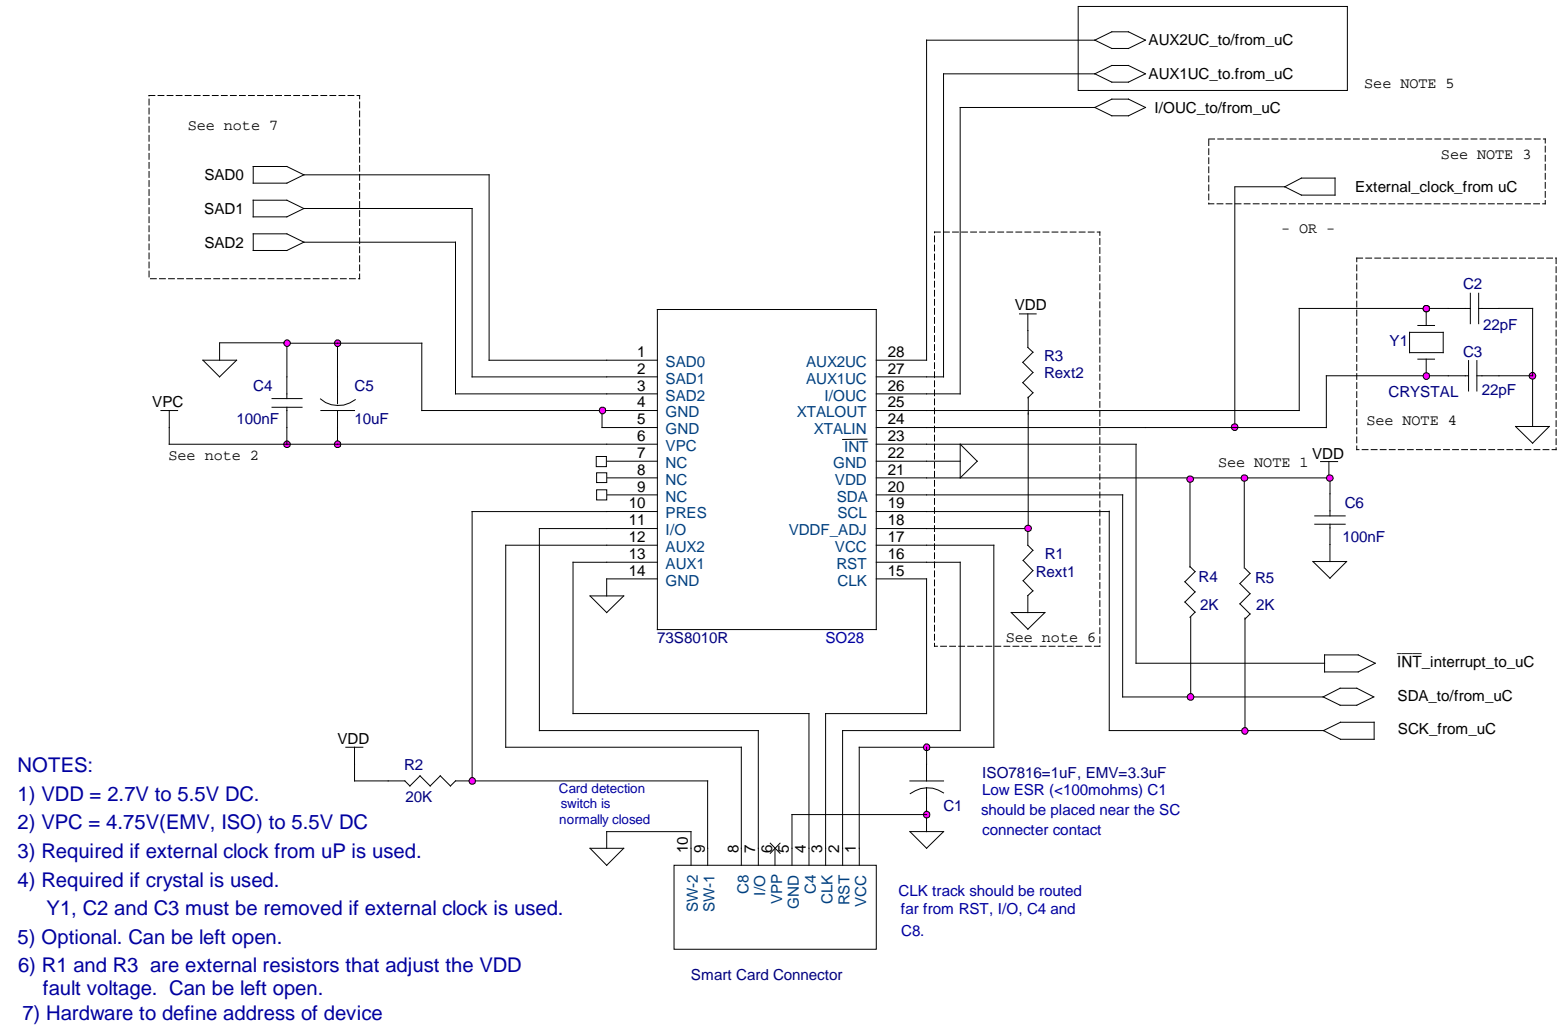 AUX2UC_to/from_uC
AUX1UC_to.from_uC
See NOTE 5
I/OUC_to/from_uC
See note 7
SAD0
SAD1
SAD2
See NOTE 3
External_clock_from uC
- OR -
VDD
R3
Rext2
C2
22pF
Y1
C3
22pF
CRYSTAL
See NOTE 4
C4
100nF
C5
10uF
VPC
See note 2
1 SAD0
2 SAD1
3 SAD2
4 GND
5 GND
6 VPC
7 NC
8 NC
9 NC
10 PRES
11 I/O
12 AUX2
13 AUX1
14 GND
AUX2UC 28
AUX1UC 27
I/OUC 26
XTALOUT 25
XTALIN 24
INT 23
GND 22
VDD 21
SDA 20
SCL 19
VDDF_ADJ 18
VCC 17
RST 16
CLK 15
73S8010R
SO28
See NOTE 1
VDD
C6
100nF
R1
Rext1
See note 6
R4
2K
R5
2K
INT_interrupt_to_uC
SDA_to/from_uC
SCK_from_uC
VDD
R2
20K
Card detection
switch is
normally closed
C1
ISO7816=1uF, EMV=3.3uF
Low ESR (<100mohms) C1
should be placed near the SC
connecter contact
10 9 8 7 6 5 4 3 2 1
SW-2 SW-1 C8 I/O VPP GND C4 CLK RST VCC
CLK track should be routed
far from RST, I/O, C4 and
C8.
Smart Card Connector
NOTES:
1) VDD = 2.7V to 5.5V DC.
2) VPC = 4.75V(EMV, ISO) to 5.5V DC
3) Required if external clock from uP is used.
4) Required if crystal is used.
Y1, C2 and C3 must be removed if external clock is used.
5) Optional. Can be left open.
6) R1 and R3 are external resistors that adjust the VDD
fault voltage. Can be left open.
7) Hardware to define address of device